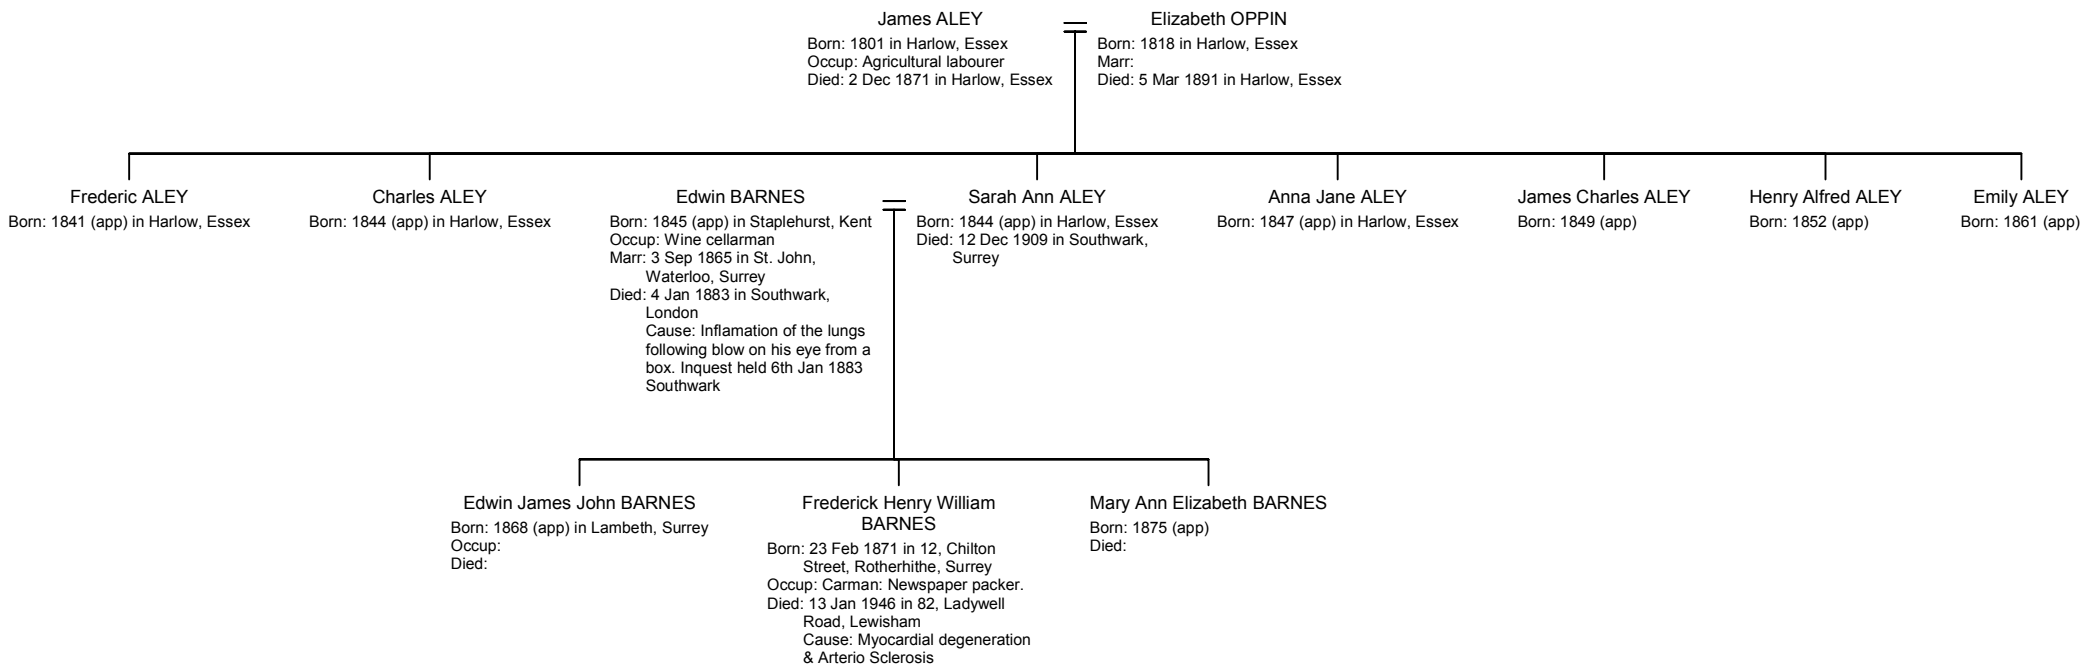 James ALEY
Born: 1801 in Harlow, Essex
Occup: Agricultural labourer
Died: 2 Dec 1871 in Harlow, Essex
Elizabeth OPPIN
Born: 1818 in Harlow, Essex
Marr:
Died: 5 Mar 1891 in Harlow, Essex
Frederic ALEY
Born: 1841 (app) in Harlow, Essex
Charles ALEY
Born: 1844 (app) in Harlow, Essex
Edwin BARNES
Born: 1845 (app) in Staplehurst, Kent
Occup: Wine cellarman
Marr: 3 Sep 1865 in St. John,
Waterloo, Surrey
Died: 4 Jan 1883 in Southwark,
London
Cause: Inflamation of the lungs
following blow on his eye from a
box. Inquest held 6th Jan 1883
Southwark
Sarah Ann ALEY
Born: 1844 (app) in Harlow, Essex
Died: 12 Dec 1909 in Southwark,
Surrey
Anna Jane ALEY
Born: 1847 (app) in Harlow, Essex
James Charles ALEY
Born: 1849 (app)
Henry Alfred ALEY
Born: 1852 (app)
Emily ALEY
Born: 1861 (app)
Edwin James John BARNES
Born: 1868 (app) in Lambeth, Surrey
Occup:
Died:
Frederick Henry William
BARNES
Born: 23 Feb 1871 in 12, Chilton
Street, Rotherhithe, Surrey
Occup: Carman: Newspaper packer.
Died: 13 Jan 1946 in 82, Ladywell
Road, Lewisham
Cause: Myocardial degeneration
& Arterio Sclerosis
Mary Ann Elizabeth BARNES
Born: 1875 (app)
Died: